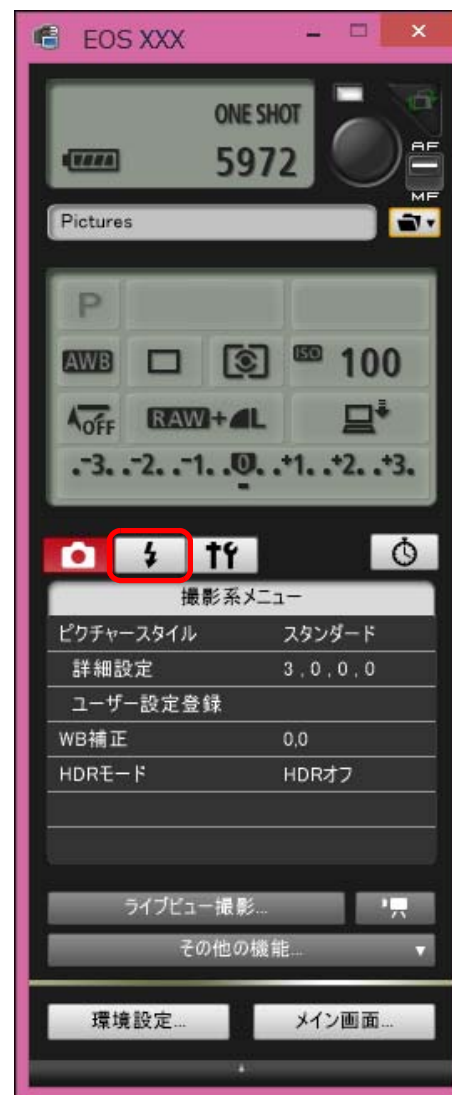 EOS XXX
ONE SHOT
5972
AF
MF
Pictures
P
AWB ISO 100
OFF RAW+L
.-3. .-2. .-1. .0. .+1. .+2. .+3.
撮影系メニュー
ピクチャースタイル スタンダード
詳細設定 3 , 0 , 0 , 0
ユーザー設定登録
WB補正 0,0
HDRモード HDRオフ
ライブビュー撮影...
その他の機能...
環境設定... メイン画面...